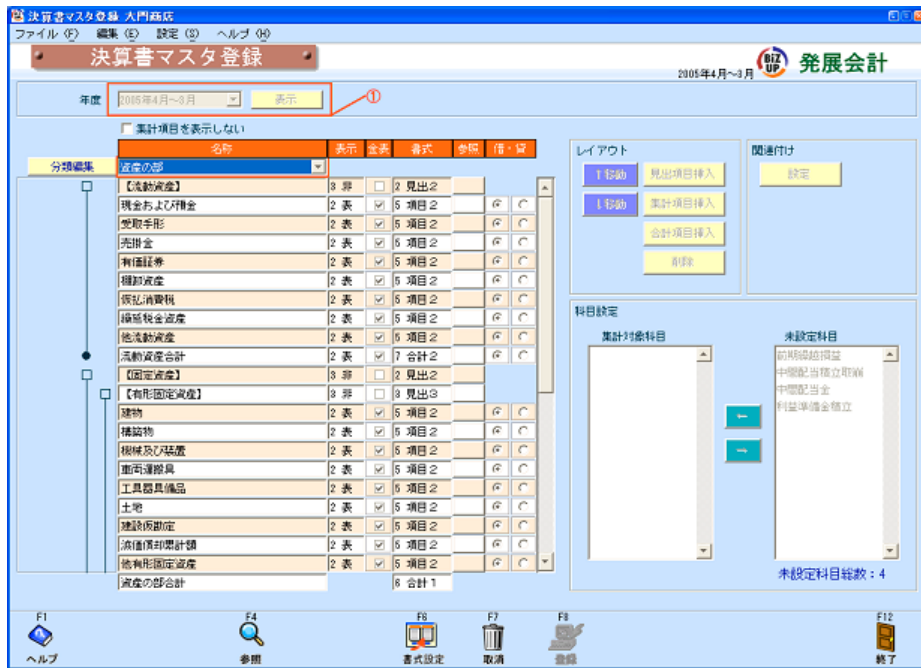 決算書マスタ登録 大門商店
ファイル (F) 編集 (E) 設定 (S) ヘルプ (H)
決算書マスタ登録
2005年4月～3月
BIZ UP 発展会計
年度 2005年4月～3月 表示 ①
集計項目を表示しない
名称 表示 金表 書式 参照 借・貸
分類編集 資産の部
【流動資産】 3 非 2 見出2
現金および預金 2 表 5 項目2
受取手形 2 表 5 項目2
売掛金 2 表 5 項目2
有価証券 2 表 5 項目2
棚卸資産 2 表 5 項目2
仮払消費税 2 表 5 項目2
繰延税金資産 2 表 5 項目2
他流動資産 2 表 5 項目2
流動資産合計 2 表 7 合計2
【固定資産】 3 非 2 見出2
【有形固定資産】 3 非 3 見出3
建物 2 表 5 項目2
構築物 2 表 5 項目2
機械及び装置 2 表 5 項目2
車両運搬具 2 表 5 項目2
工具器具備品 2 表 5 項目2
土地 2 表 5 項目2
建設仮勘定 2 表 5 項目2
減価償却累計額 2 表 5 項目2
他有形固定資産 2 表 5 項目2
資産の部合計 6 合計1
レイアウト
↑移動 見出項目挿入
↓移動 集計項目挿入
合計項目挿入
削除
関連付け
設定
科目設定
集計対象科目 未設定科目
前期繰越損益
中間配当積立取崩
中間配当金
利益準備金積立
←
→
未設定科目総数：4
F1 F4 F6 F7 F8 F12
ヘルプ 参照 書式設定 取消 登録 終了